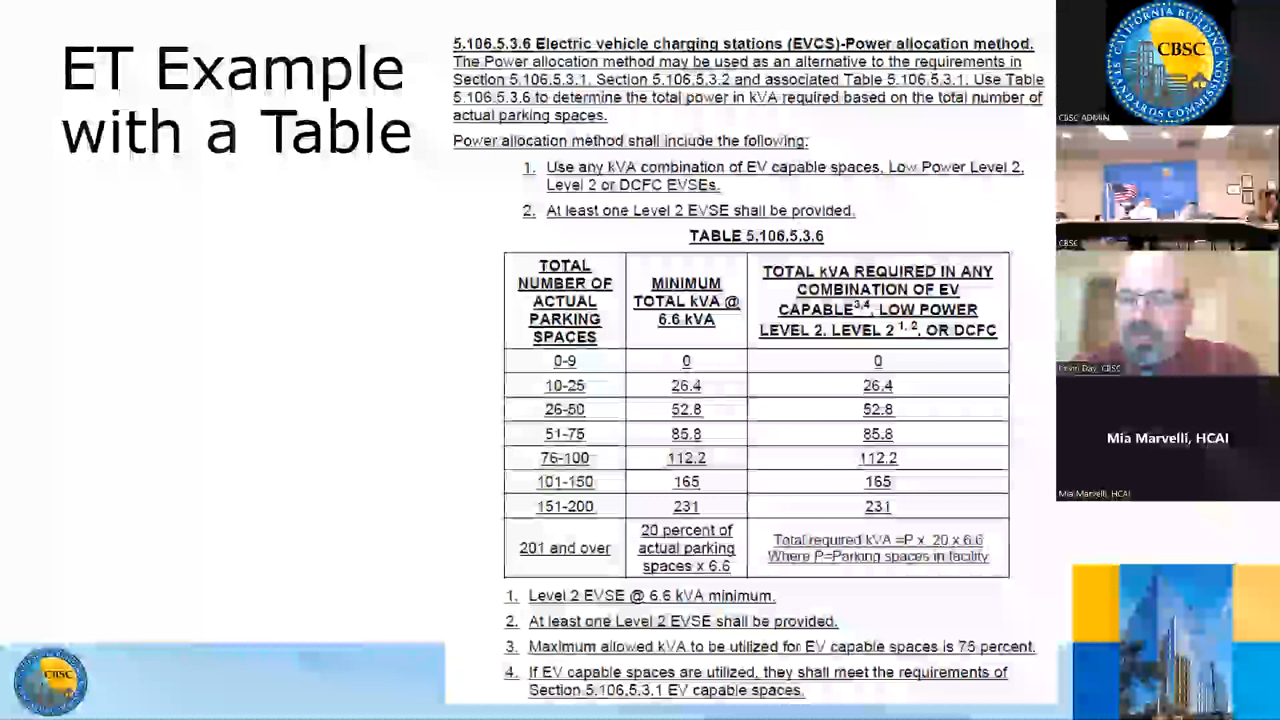 ET Example
with a Table
5.106.5.3.6 Electric vehicle charging stations (EVCS)-Power allocation method.
The Power allocation method may be used as an alternative to the requirements in
Section 5.106.5.3.1, Section 5.106.5.3.2 and associated Table 5.106.5.3.1. Use Table
5.106.5.3.6 to determine the total power in kVA required based on the total number of
actual parking spaces.
Power allocation method shall include the following:
1. Use any kVA combination of EV capable spaces, Low Power Level 2,
Level 2 or DCFC EVSEs.
2. At least one Level 2 EVSE shall be provided.
TABLE 5.106.5.3.6
TOTAL
NUMBER OF
ACTUAL
PARKING
SPACES
MINIMUM
TOTAL kVA @
6.6 kVA
TOTAL kVA REQUIRED IN ANY
COMBINATION OF EV
CAPABLE3,4, LOW POWER
LEVEL 2, LEVEL 2 1, 2, OR DCFC
0-9 0 0
10-25 26.4 26.4
26-50 52.8 52.8
51-75 85.8 85.8
76-100 112.2 112.2
101-150 165 165
151-200 231 231
201 and over
20 percent of
actual parking
spaces x 6.6
Total required kVA =P x .20 x 6.6
Where P=Parking spaces in facility
1. Level 2 EVSE @ 6.6 kVA minimum.
2. At least one Level 2 EVSE shall be provided.
3. Maximum allowed kVA to be utilized for EV capable spaces is 75 percent.
4. If EV capable spaces are utilized, they shall meet the requirements of
Section 5.106.5.3.1 EV capable spaces.
CBSC
CALIFORNIA BUILDING
STANDARDS COMMISSION
CBSC
CBSC ADMIN
CBSC
Kevin Day, CBSC
Mia Marvelli, HCAI
Mia Marvelli, HCAI